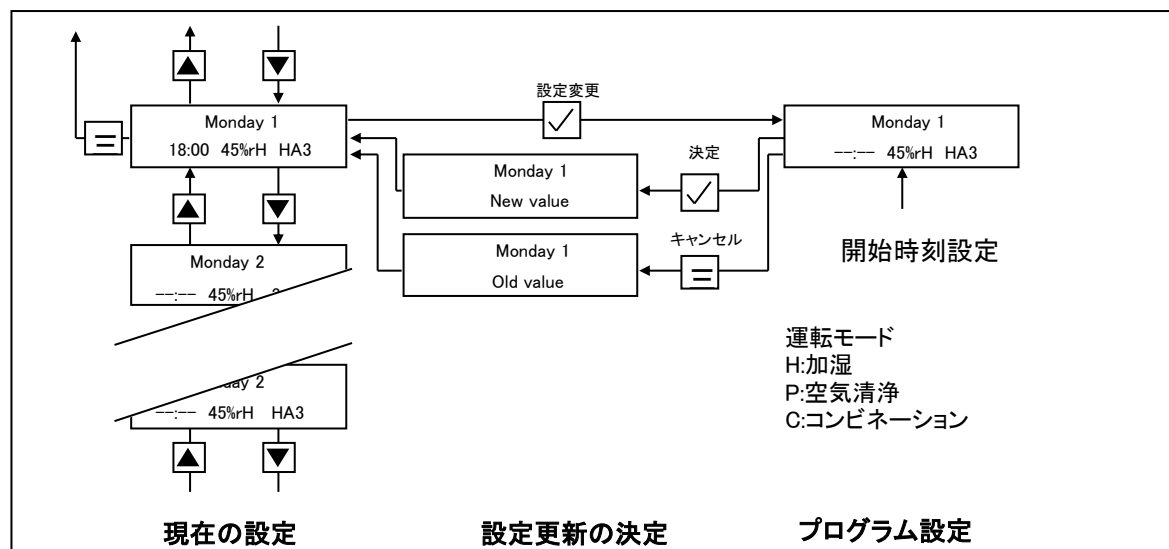 設定変更
Monday 1
18:00 45%rH HA3
Monday 1
--:-- 45%rH HA3
決定
Monday 1
New value
キャンセル
Monday 1
Old value
開始時刻設定
Monday 2
--:-- 45%rH
2
--:-- 45%rH HA3
運転モード
H:加湿
P:空気清浄
C:コンビネーション
現在の設定
設定更新の決定
プログラム設定